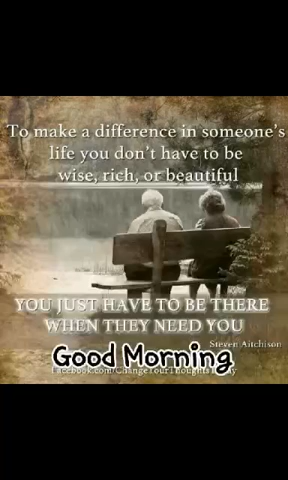 To make a difference in someone's
life you don't have to be
wise, rich, or beautiful
YOU JUST HAVE TO BE THERE
WHEN THEY NEED YOU
Steven Aitchison
Good Morning